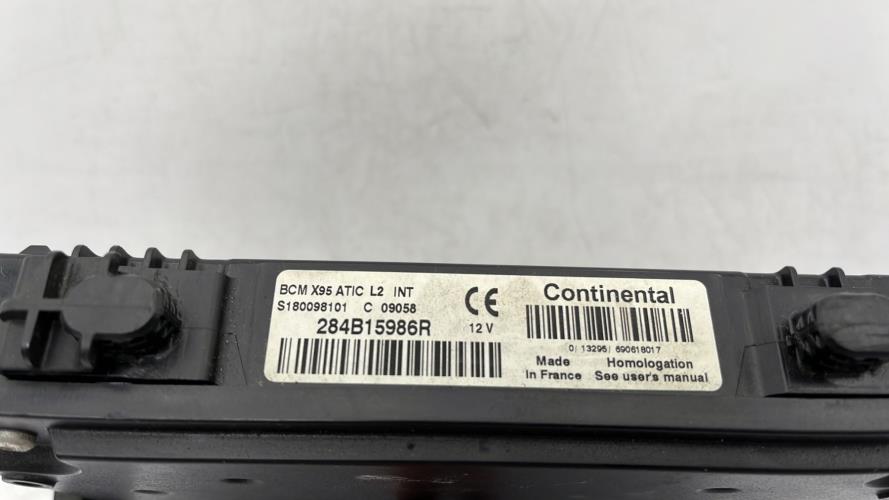 BCM X95 ATIC L2 INT
S180098101 C 09058
284B15986R
CE
12 V
Continental
0/ 13295/ 690618017
Made Homologation
in France See user's manual